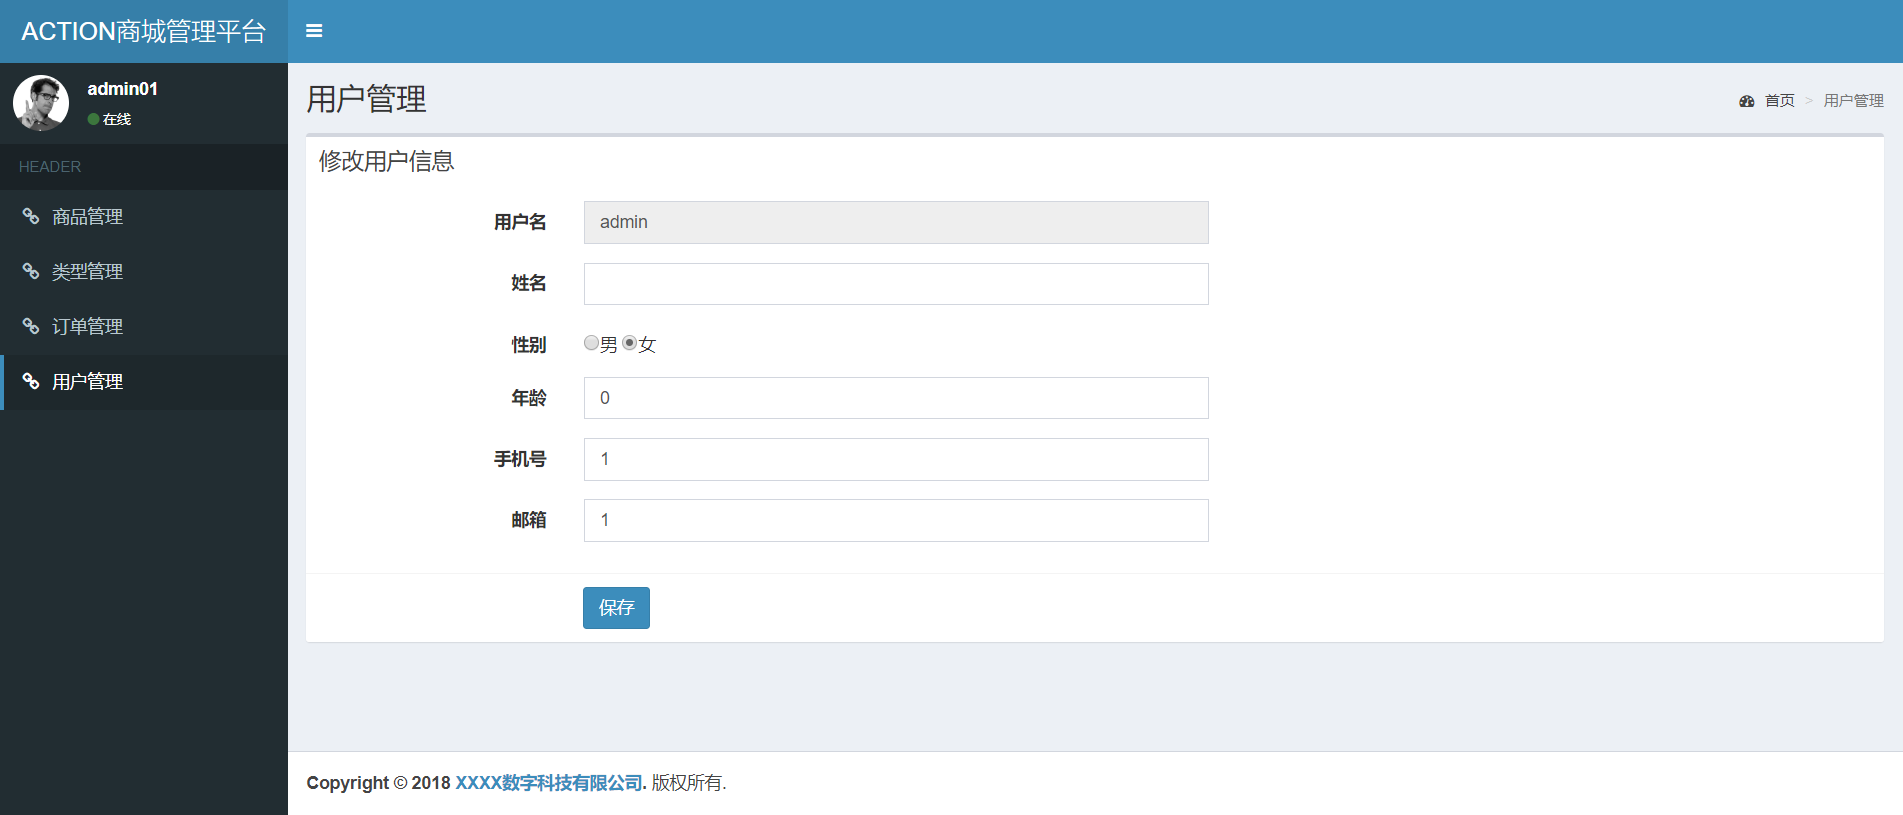 ACTION商城管理平台
admin01
在线
HEADER
商品管理
类型管理
订单管理
用户管理
用户管理
首页 > 用户管理
修改用户信息
用户名 admin
姓名
性别 男 女
年龄 0
手机号 1
邮箱 1
保存
Copyright © 2018 XXXX数字科技有限公司. 版权所有.